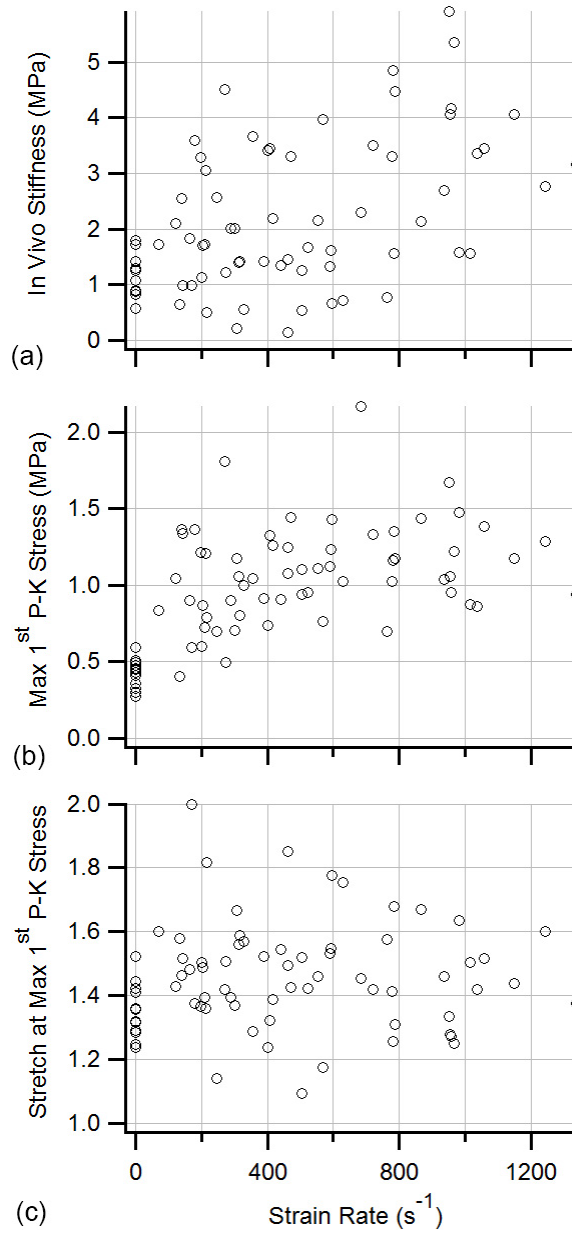 In Vivo Stiffness (MPa)
5
4
3
2
1
0
(a)
Max 1st P-K Stress (MPa)
2.0
1.5
1.0
0.5
0.0
(b)
Stretch at Max 1st P-K Stress
2.0
1.8
1.6
1.4
1.2
1.0
0 400 800 1200
Strain Rate (s-1)
(c)